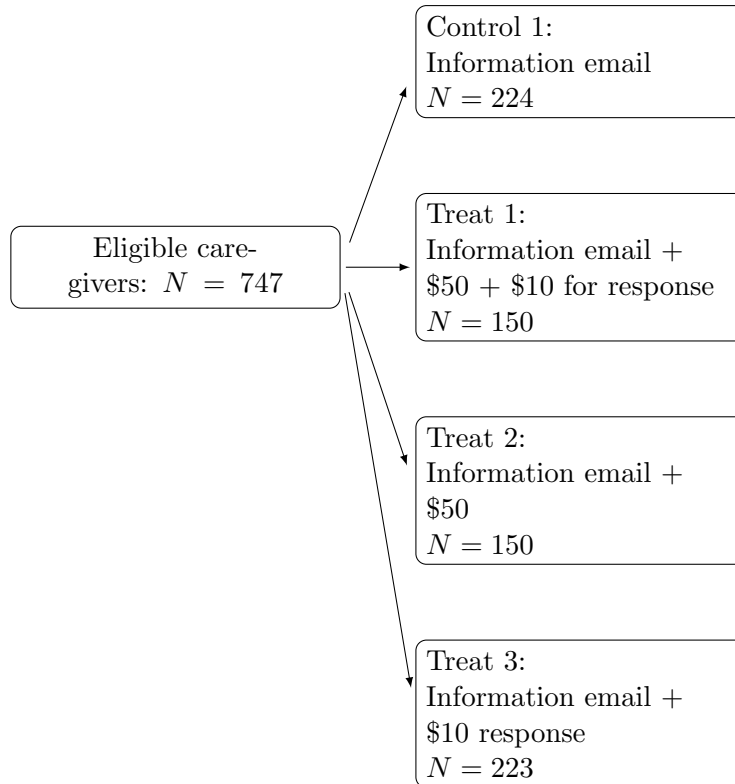 Control 1:
Information email
N = 224
Eligible care-
givers: N = 747
Treat 1:
Information email +
$50 + $10 for response
N = 150
Treat 2:
Information email +
$50
N = 150
Treat 3:
Information email +
$10 response
N = 223